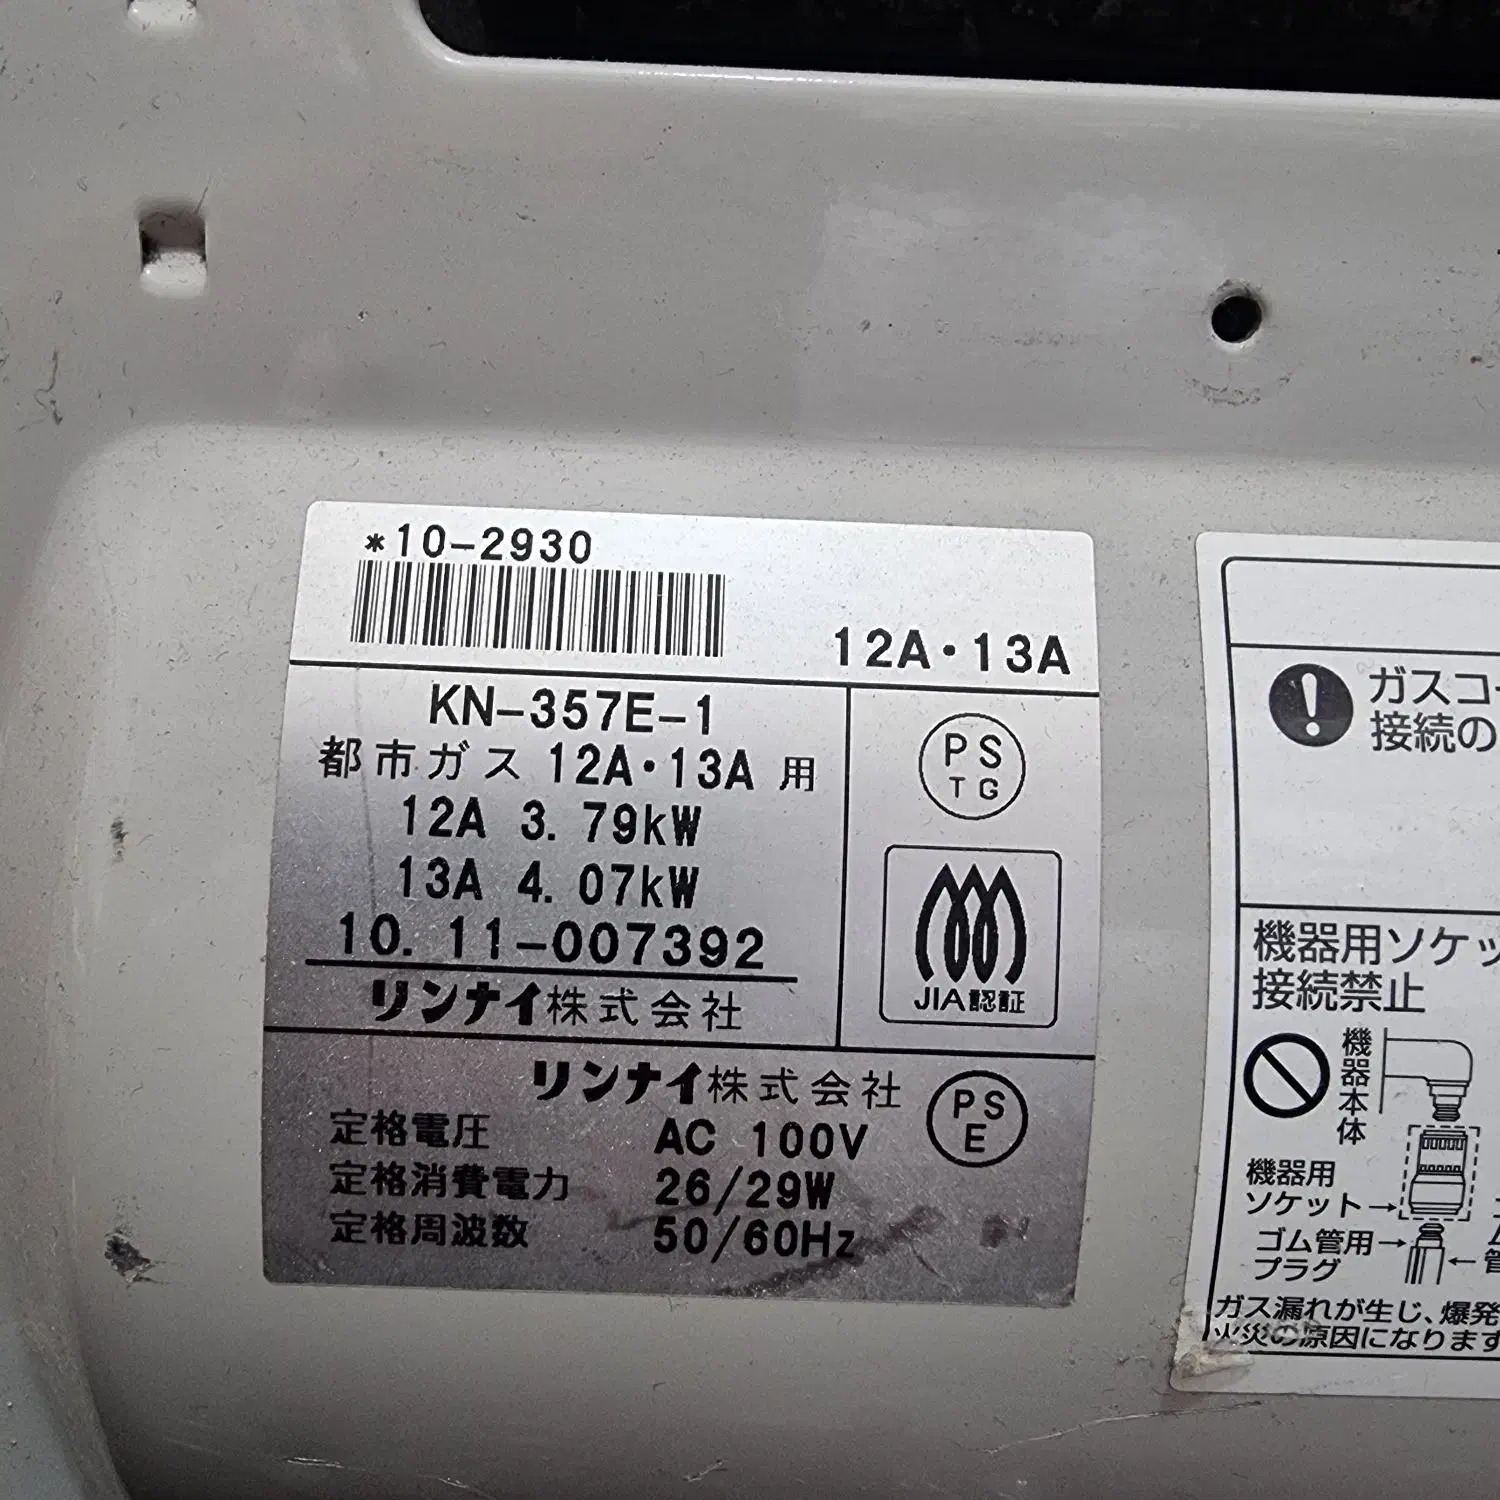 *10-2930
12A・13A
KN-357E-1
都市ガス 12A・13A 用
12A 3.79kW
13A 4.07kW
10.11-007392
リンナイ株式会社
PS
TG
JIA認証
リンナイ株式会社
定格電圧 AC 100V
定格消費電力 26/29W
定格周波数 50/60Hz
PS
E
ガスコ
接続の
機器用ソケッ
接続禁止
機器本体
機器用
ソケット→
ゴム管用→
プラグ
ガス漏れが生じ、爆発
火災の原因になります